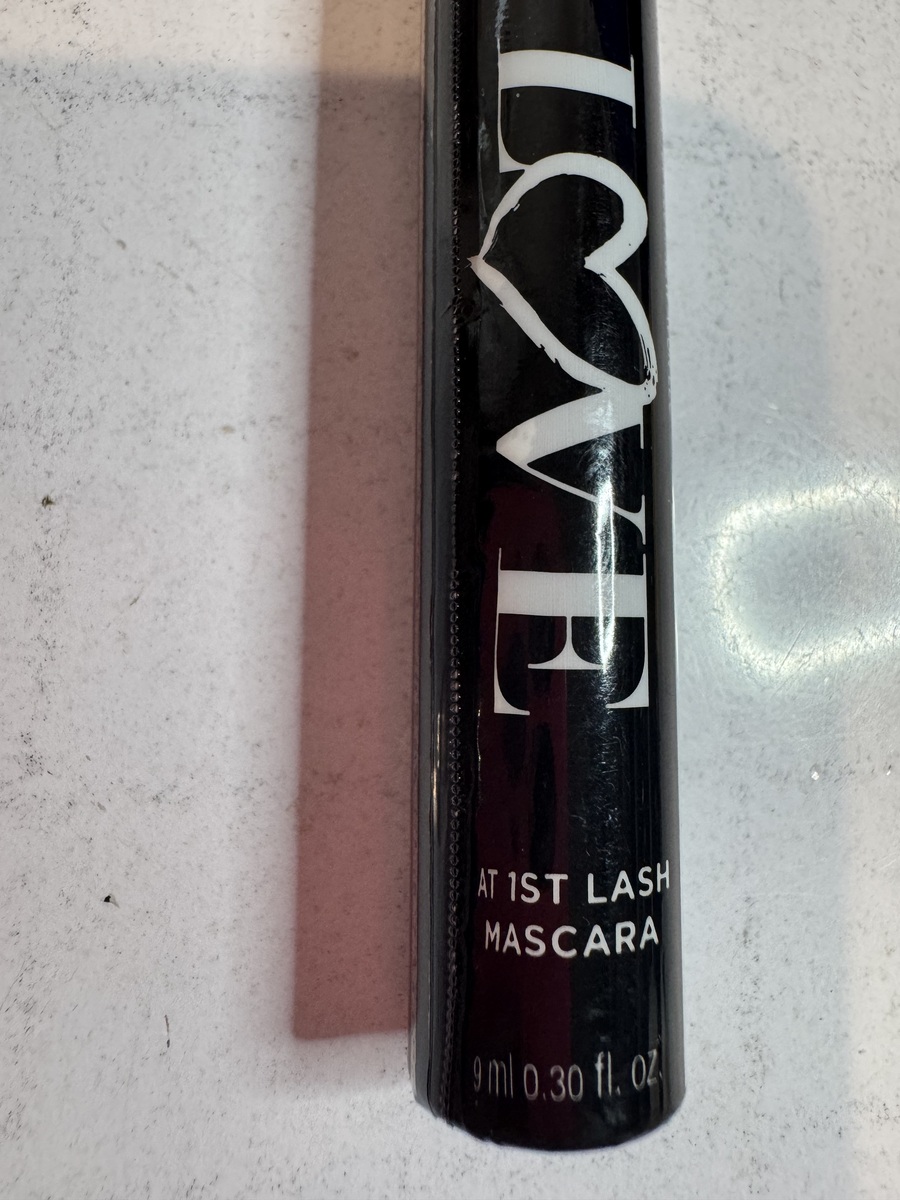 LOVE
AT 1ST LASH
MASCARA
9 ml 0.30 fl. oz.